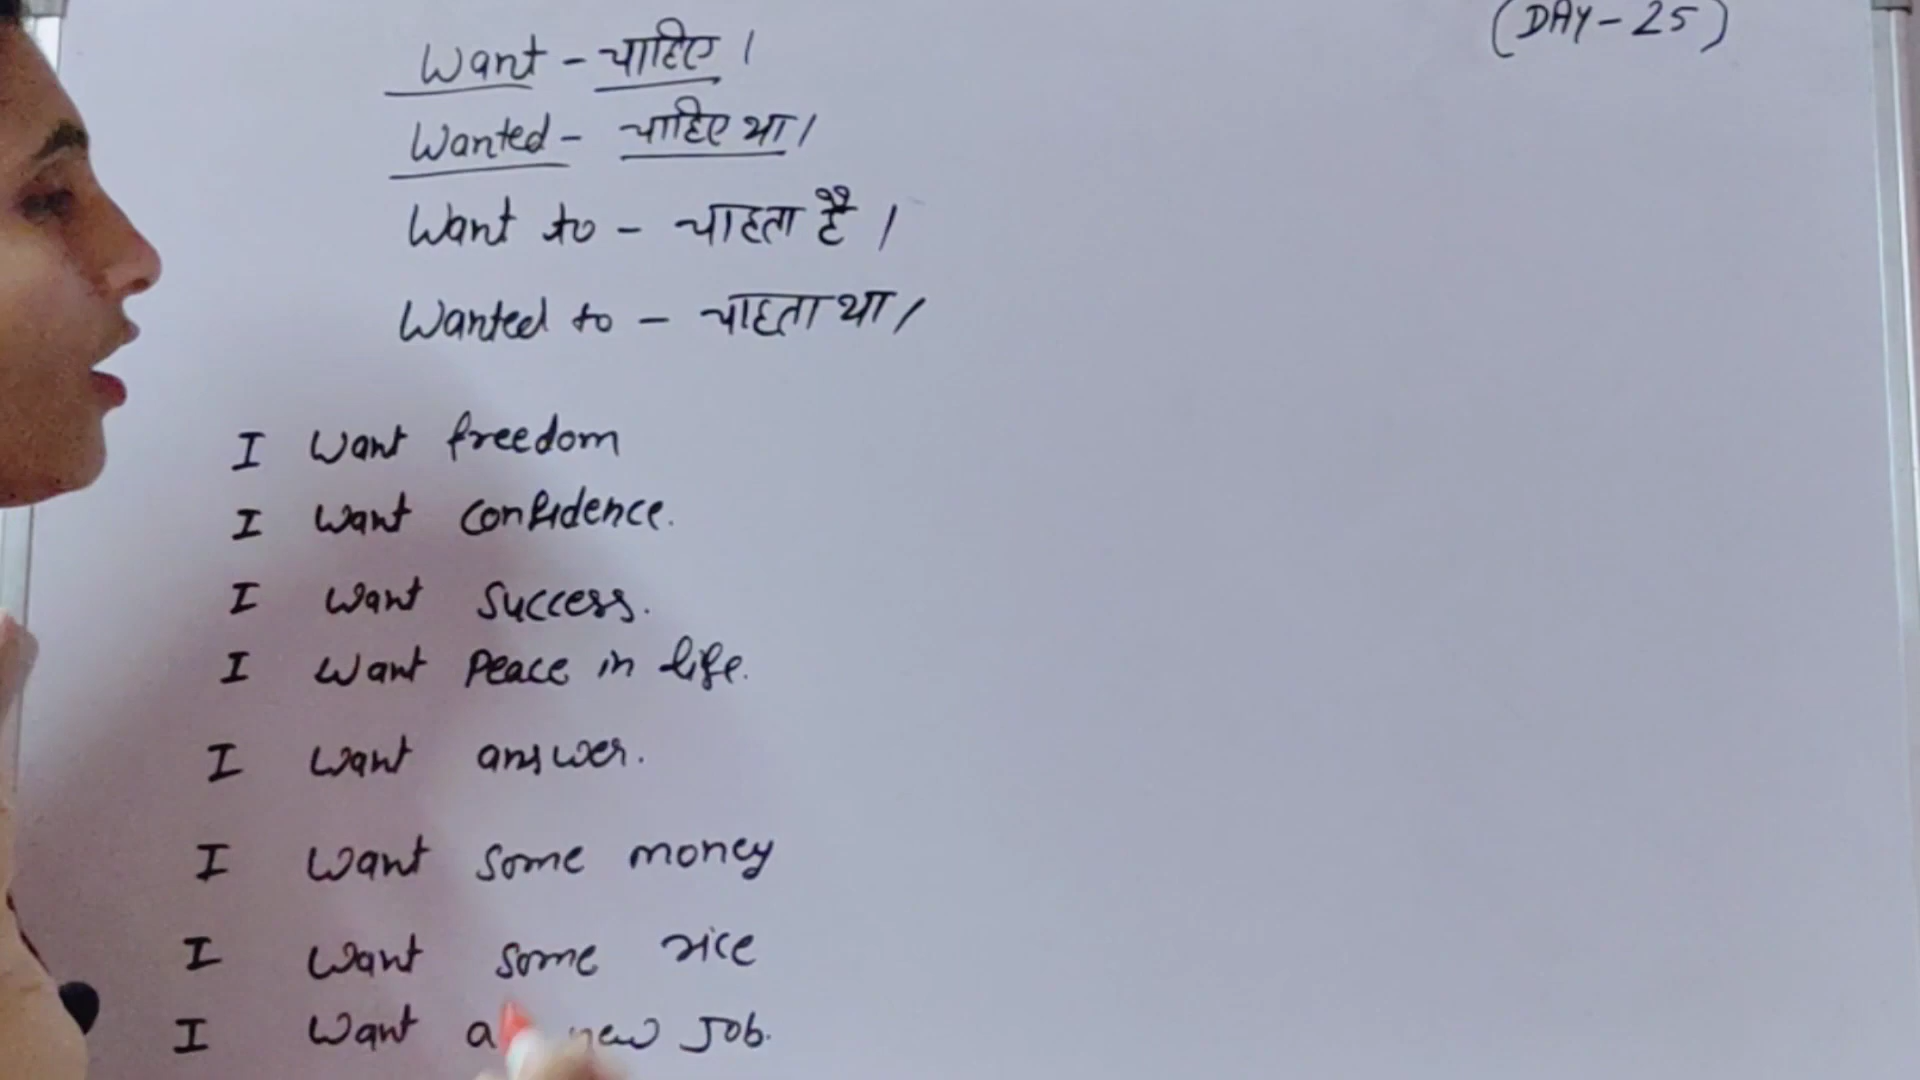 (DAY-25)
Want - चाहिए।
Wanted - चाहिए था।
Want to - चाहता है।
Wanted to - चाहता था।
I want freedom
I want confidence.
I want success.
I want peace in life.
I want answer.
I want some money
I want some rice
I want a new Job.